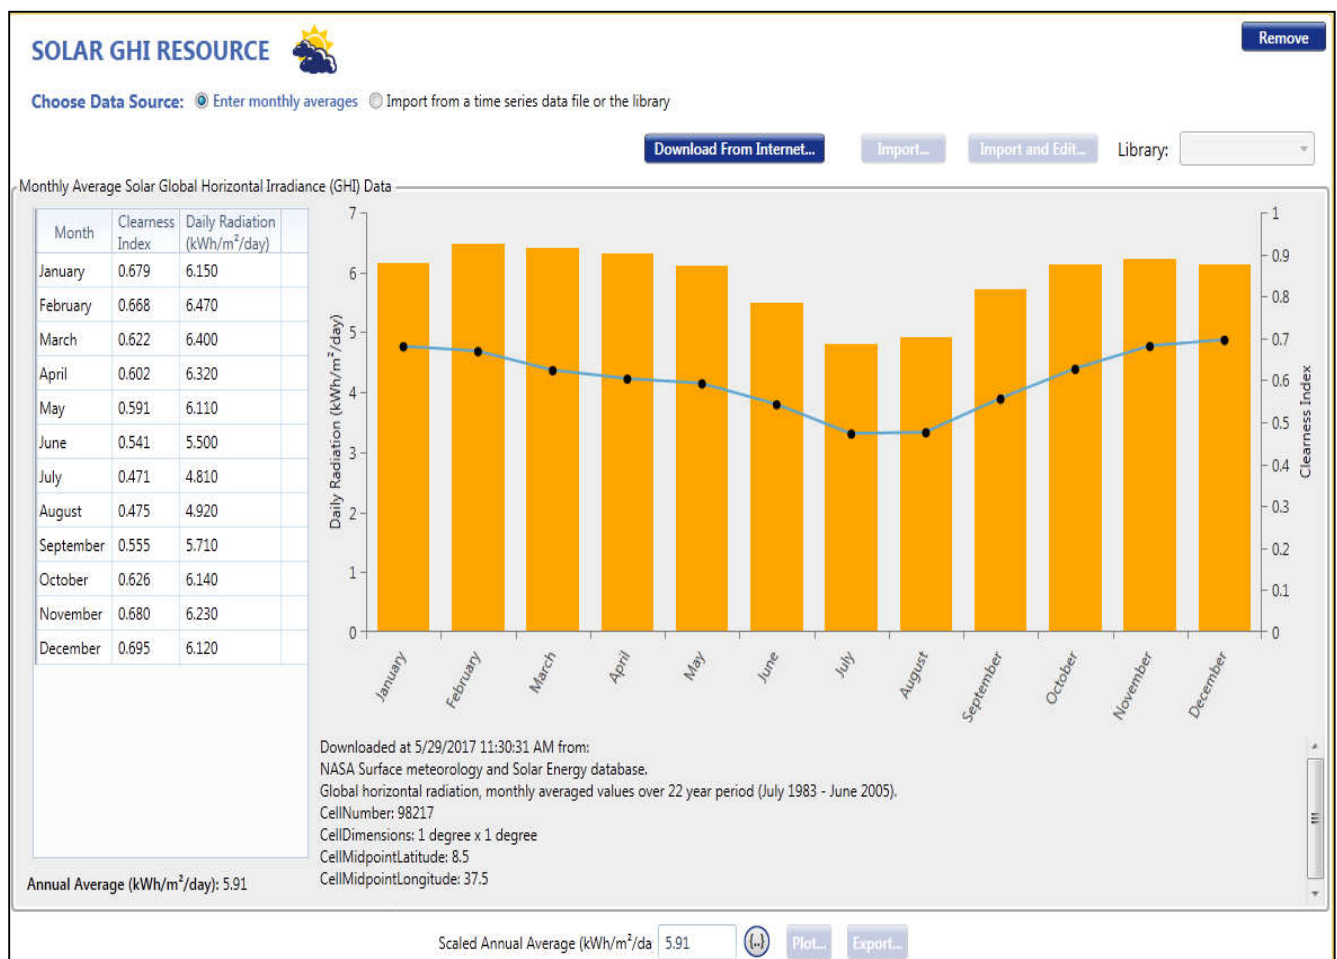 SOLAR GHI RESOURCE
Remove
Choose Data Source: Enter monthly averages Import from a time series data file or the library
Download From Internet... Import... Import and Edit... Library:
Monthly Average Solar Global Horizontal Irradiance (GHI) Data
Month Clearness Index Daily Radiation (kWh/m²/day)
January 0.679 6.150
February 0.668 6.470
March 0.622 6.400
April 0.602 6.320
May 0.591 6.110
June 0.541 5.500
July 0.471 4.810
August 0.475 4.920
September 0.555 5.710
October 0.626 6.140
November 0.680 6.230
December 0.695 6.120
Annual Average (kWh/m²/day): 5.91
Daily Radiation (kWh/m²/day)
7
6
5
4
3
2
1
0
1
0.9
0.8
0.7
0.6
0.5
0.4
0.3
0.2
0.1
0
Clearness Index
January February March April May June July August September October November December
Downloaded at 5/29/2017 11:30:31 AM from:
NASA Surface meteorology and Solar Energy database.
Global horizontal radiation, monthly averaged values over 22 year period (July 1983 - June 2005).
CellNumber: 98217
CellDimensions: 1 degree x 1 degree
CellMidpointLatitude: 8.5
CellMidpointLongitude: 37.5
Scaled Annual Average (kWh/m²/da 5.91 {..} Plot... Export...